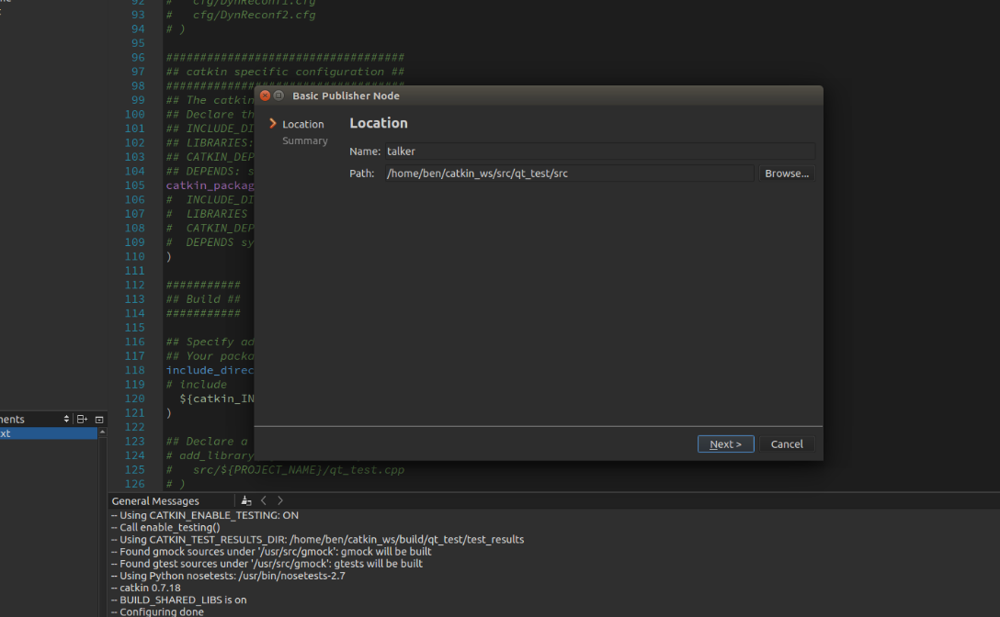 92 # cfg/DynReconf1.cfg
93 # cfg/DynReconf2.cfg
94 # )
95
96 ###################################
97 ## catkin specific configuration ##
98 ###################################
99 ## The catkin
100 ## Declare th
101 ## INCLUDE_DI
102 ## LIBRARIES:
103 ## CATKIN_DEP
104 ## DEPENDS: s
105 catkin_packag
106 # INCLUDE_DI
107 # LIBRARIES
108 # CATKIN_DEP
109 # DEPENDS sy
110 )
111
112 ###########
113 ## Build ##
114 ###########
115
116 ## Specify ad
117 ## Your packa
118 include_direc
119 # include
120 ${catkin_IN
121 )
122
123 ## Declare a
124 # add_library
125 # src/${PROJECT_NAME}/qt_test.cpp
126 # )
Basic Publisher Node
Location
Summary
Location
Name: talker
Path: /home/ben/catkin_ws/src/qt_test/src Browse...
Next > Cancel
nents
xt
General Messages
-- Using CATKIN_ENABLE_TESTING: ON
-- Call enable_testing()
-- Using CATKIN_TEST_RESULTS_DIR: /home/ben/catkin_ws/build/qt_test/test_results
-- Found gmock sources under '/usr/src/gmock': gmock will be built
-- Found gtest sources under '/usr/src/gmock': gtests will be built
-- Using Python nosetests: /usr/bin/nosetests-2.7
-- catkin 0.7.18
-- BUILD_SHARED_LIBS is on
-- Configuring done